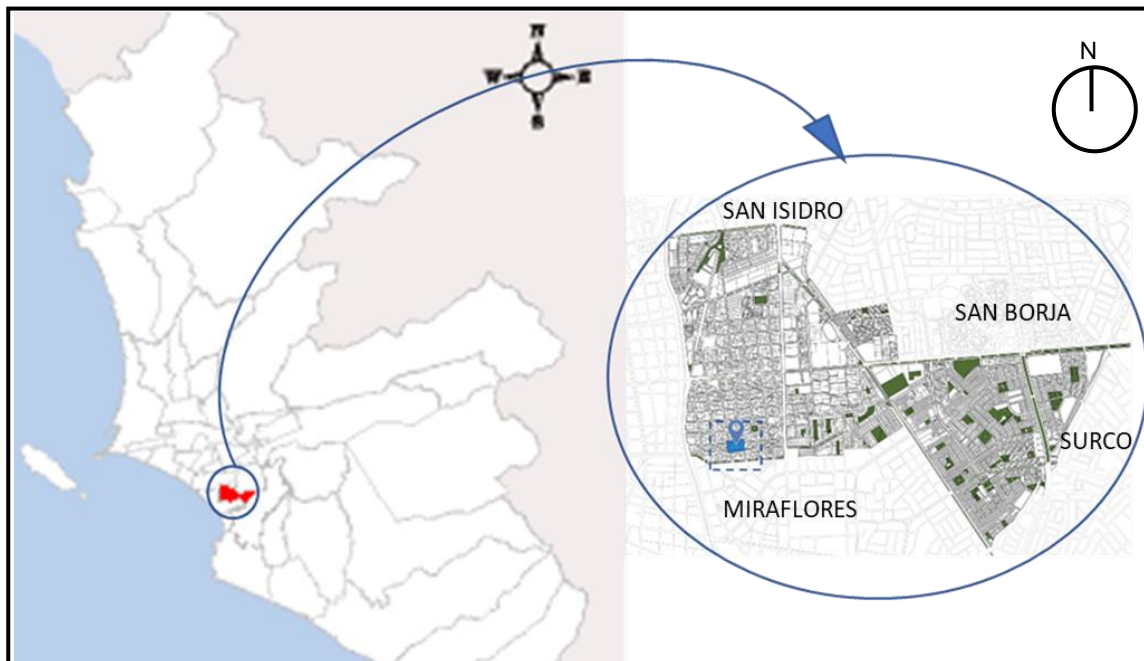 N
W E
S
N
SAN ISIDRO
SAN BORJA
SURCO
MIRAFLORES